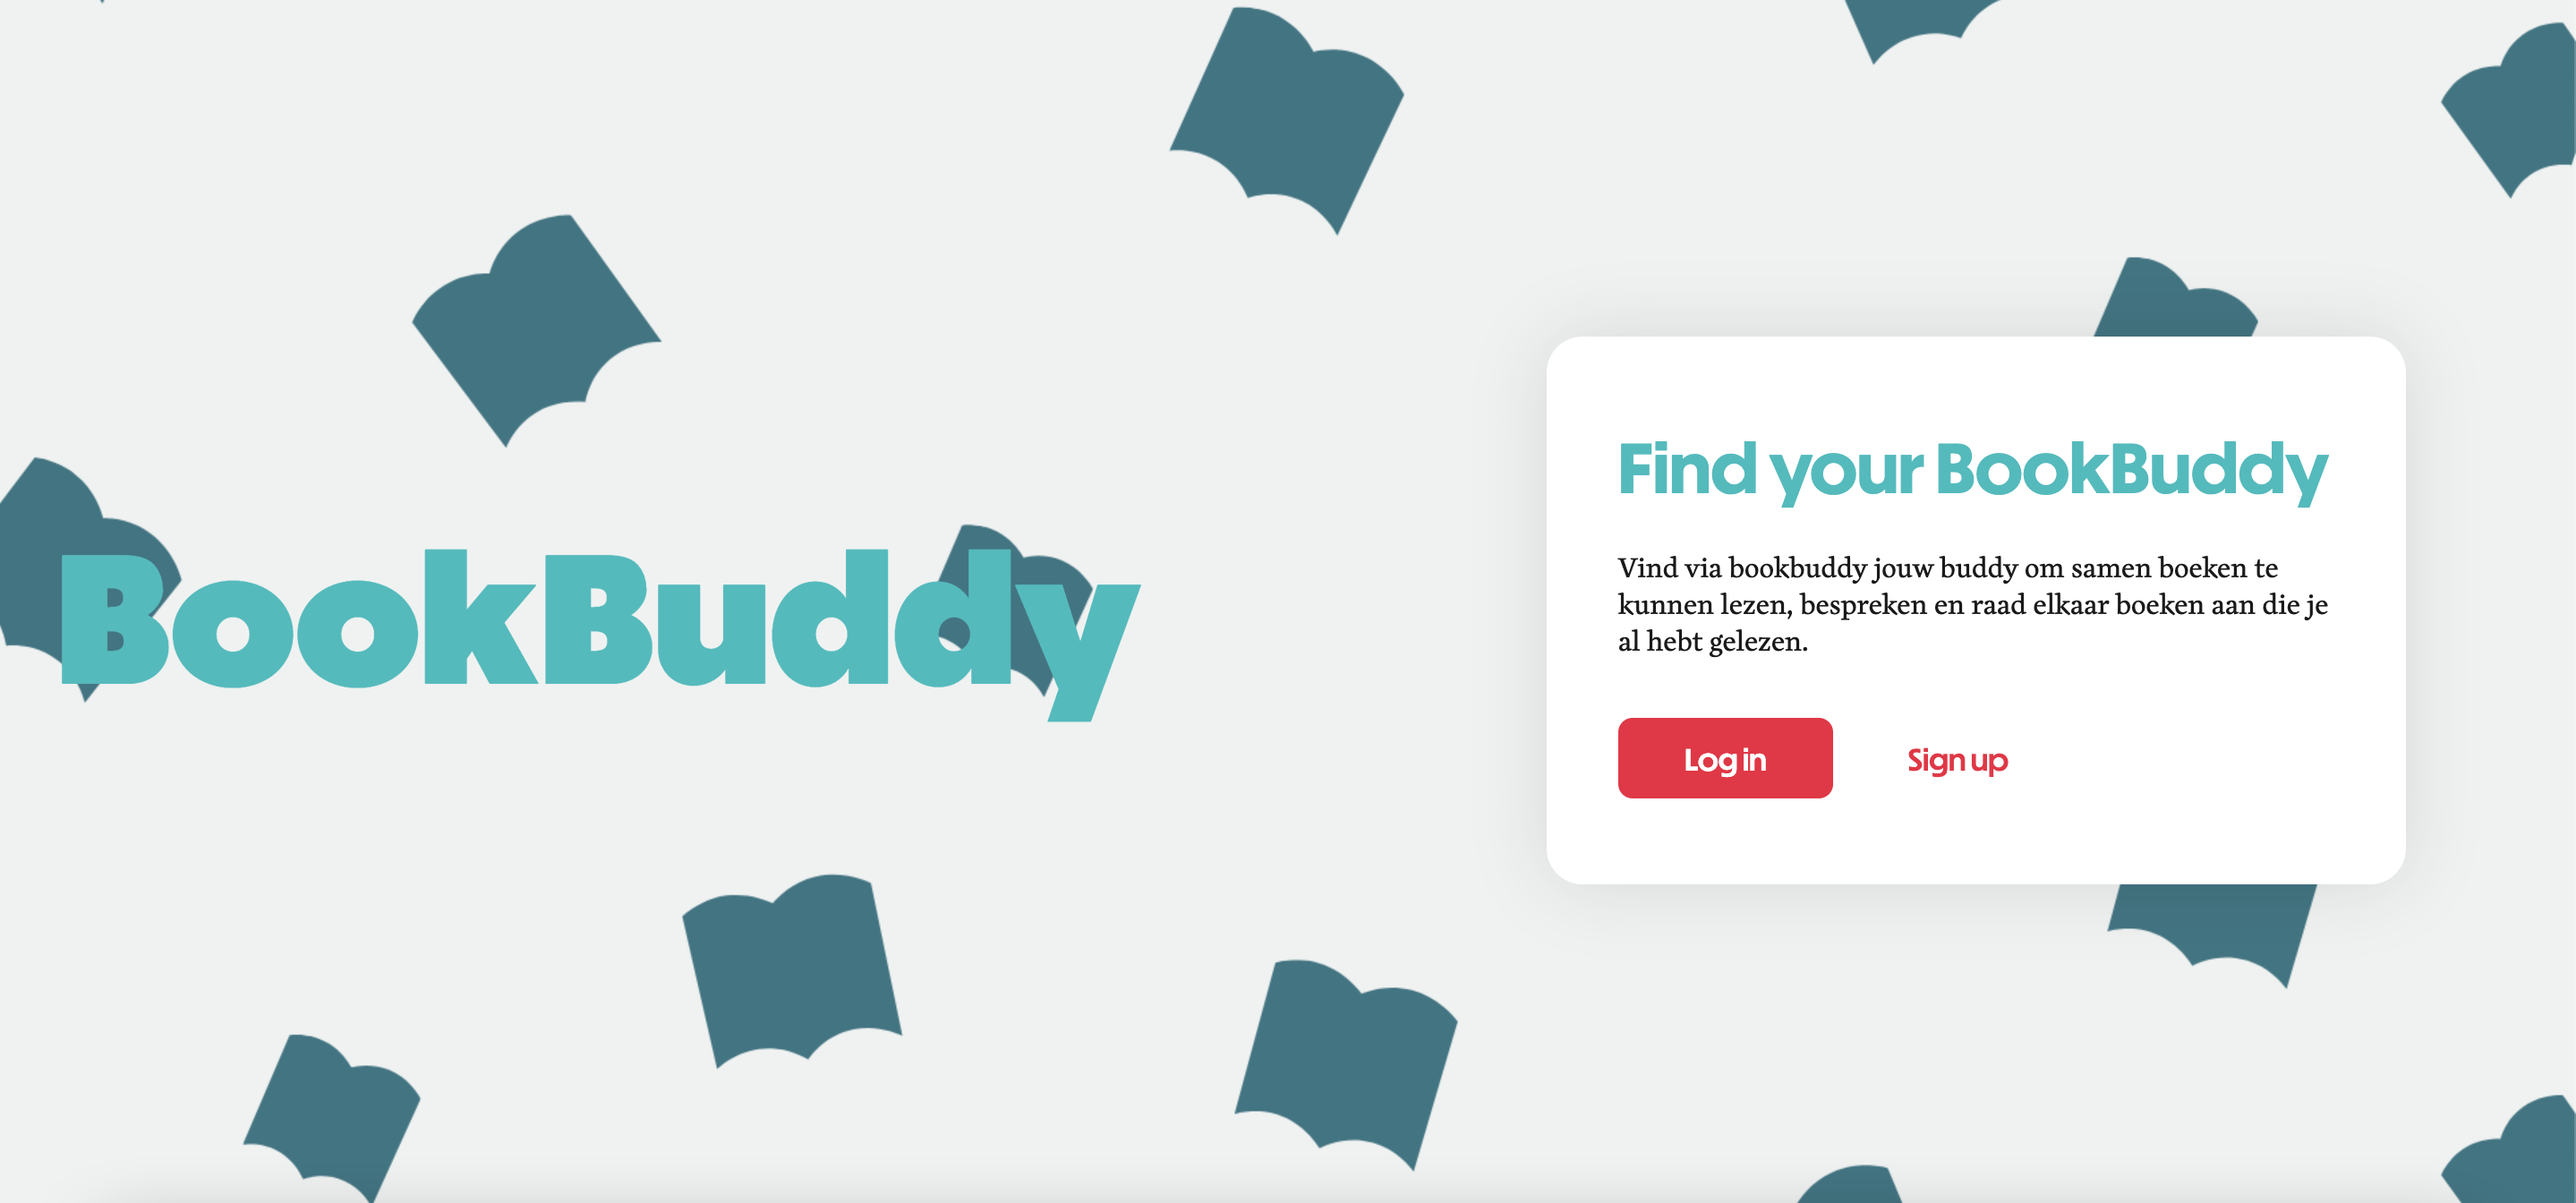 BookBuddy
Find your BookBuddy
Vind via bookbuddy jouw buddy om samen boeken te
kunnen lezen, bespreken en raad elkaar boeken aan die je
al hebt gelezen.
Log in
Sign up